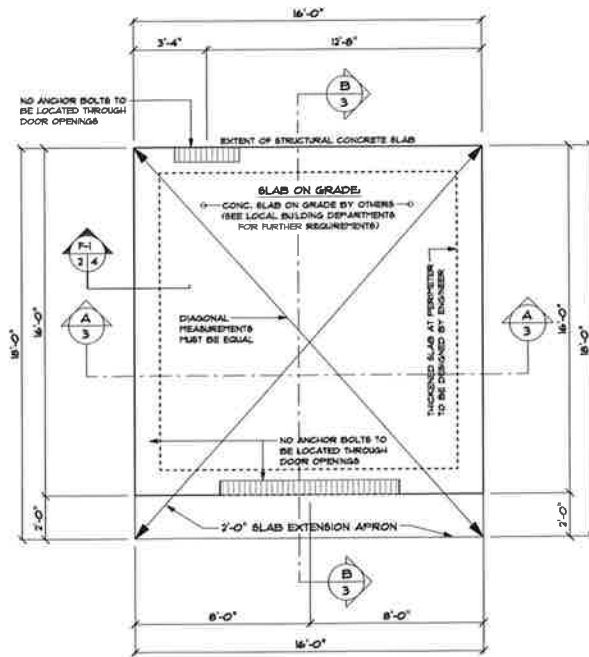 16'-0"
3'-4"
12'-8"
B
3
NO ANCHOR BOLTS TO
BE LOCATED THROUGH
DOOR OPENINGS
EXTENT OF STRUCTURAL CONCRETE SLAB
SLAB ON GRADE:
CONC. SLAB ON GRADE BY OTHERS
(SEE LOCAL BUILDING DEPARTMENTS
FOR FURTHER REQUIREMENTS)
F-1
2 4
A
3
DIAGONAL
MEASUREMENTS
MUST BE EQUAL
THICKENED SLAB AT PERIMETER
TO BE DESIGNED BY ENGINEER
A
3
18'-0"
16'-0"
16'-0"
18'-0"
NO ANCHOR BOLTS TO
BE LOCATED THROUGH
DOOR OPENINGS
2'-0"
2'-0" SLAB EXTENSION APRON
2'-0"
B
3
8'-0"
8'-0"
16'-0"